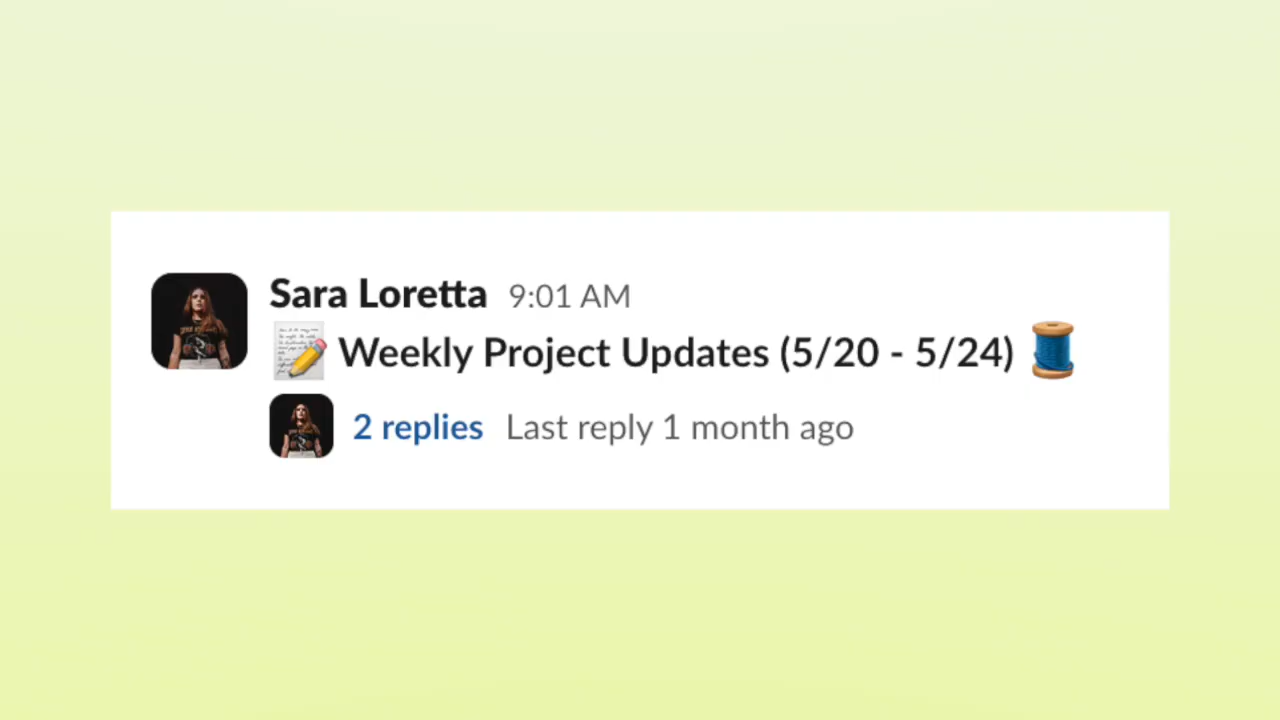 Sara Loretta 9:01 AM
📝 Weekly Project Updates (5/20 - 5/24) 🧵
2 replies Last reply 1 month ago